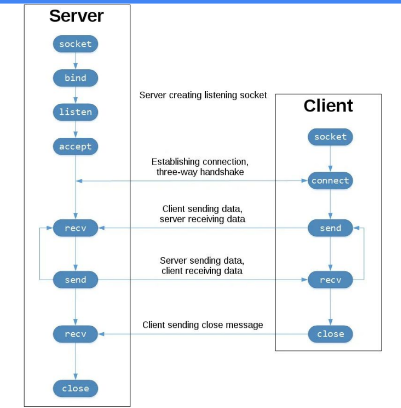 Server
socket
bind
listen
accept
Server creating listening socket
Client
socket
Establishing connection,
three-way handshake
connect
Client sending data,
server receiving data
recv
send
Server sending data,
client receiving data
send
recv
Client sending close message
recv
close
close